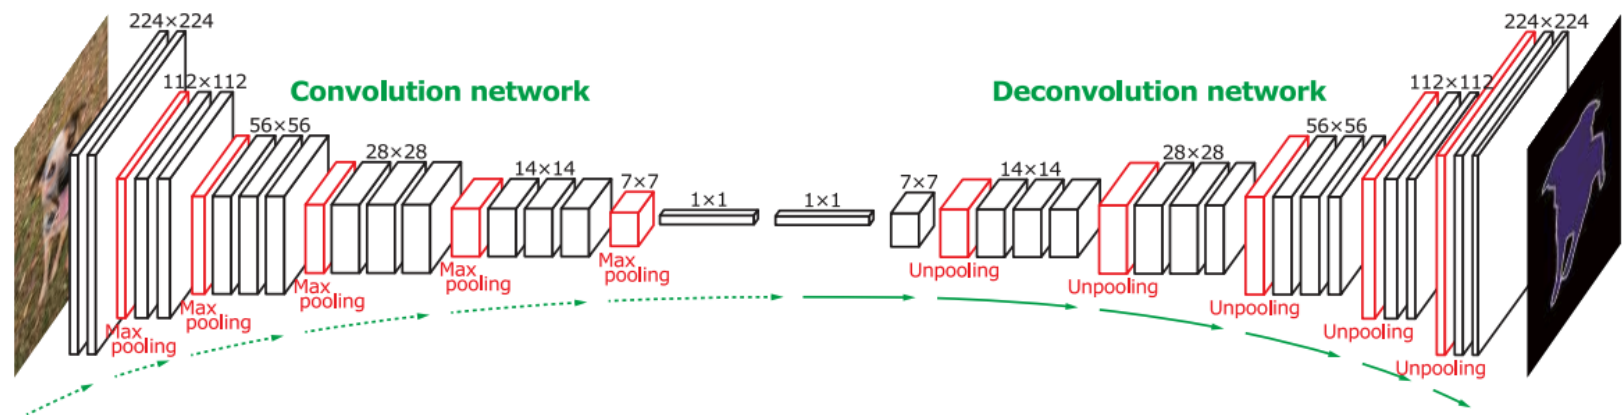 224×224
112×112
Convolution network
56×56
28×28
14×14
7×7
1×1
1×1
7×7
14×14
28×28
Deconvolution network
56×56
112×112
224×224
Max
pooling
Max
pooling
Max
pooling
Max
pooling
Max
pooling
Unpooling
Unpooling
Unpooling
Unpooling
Unpooling